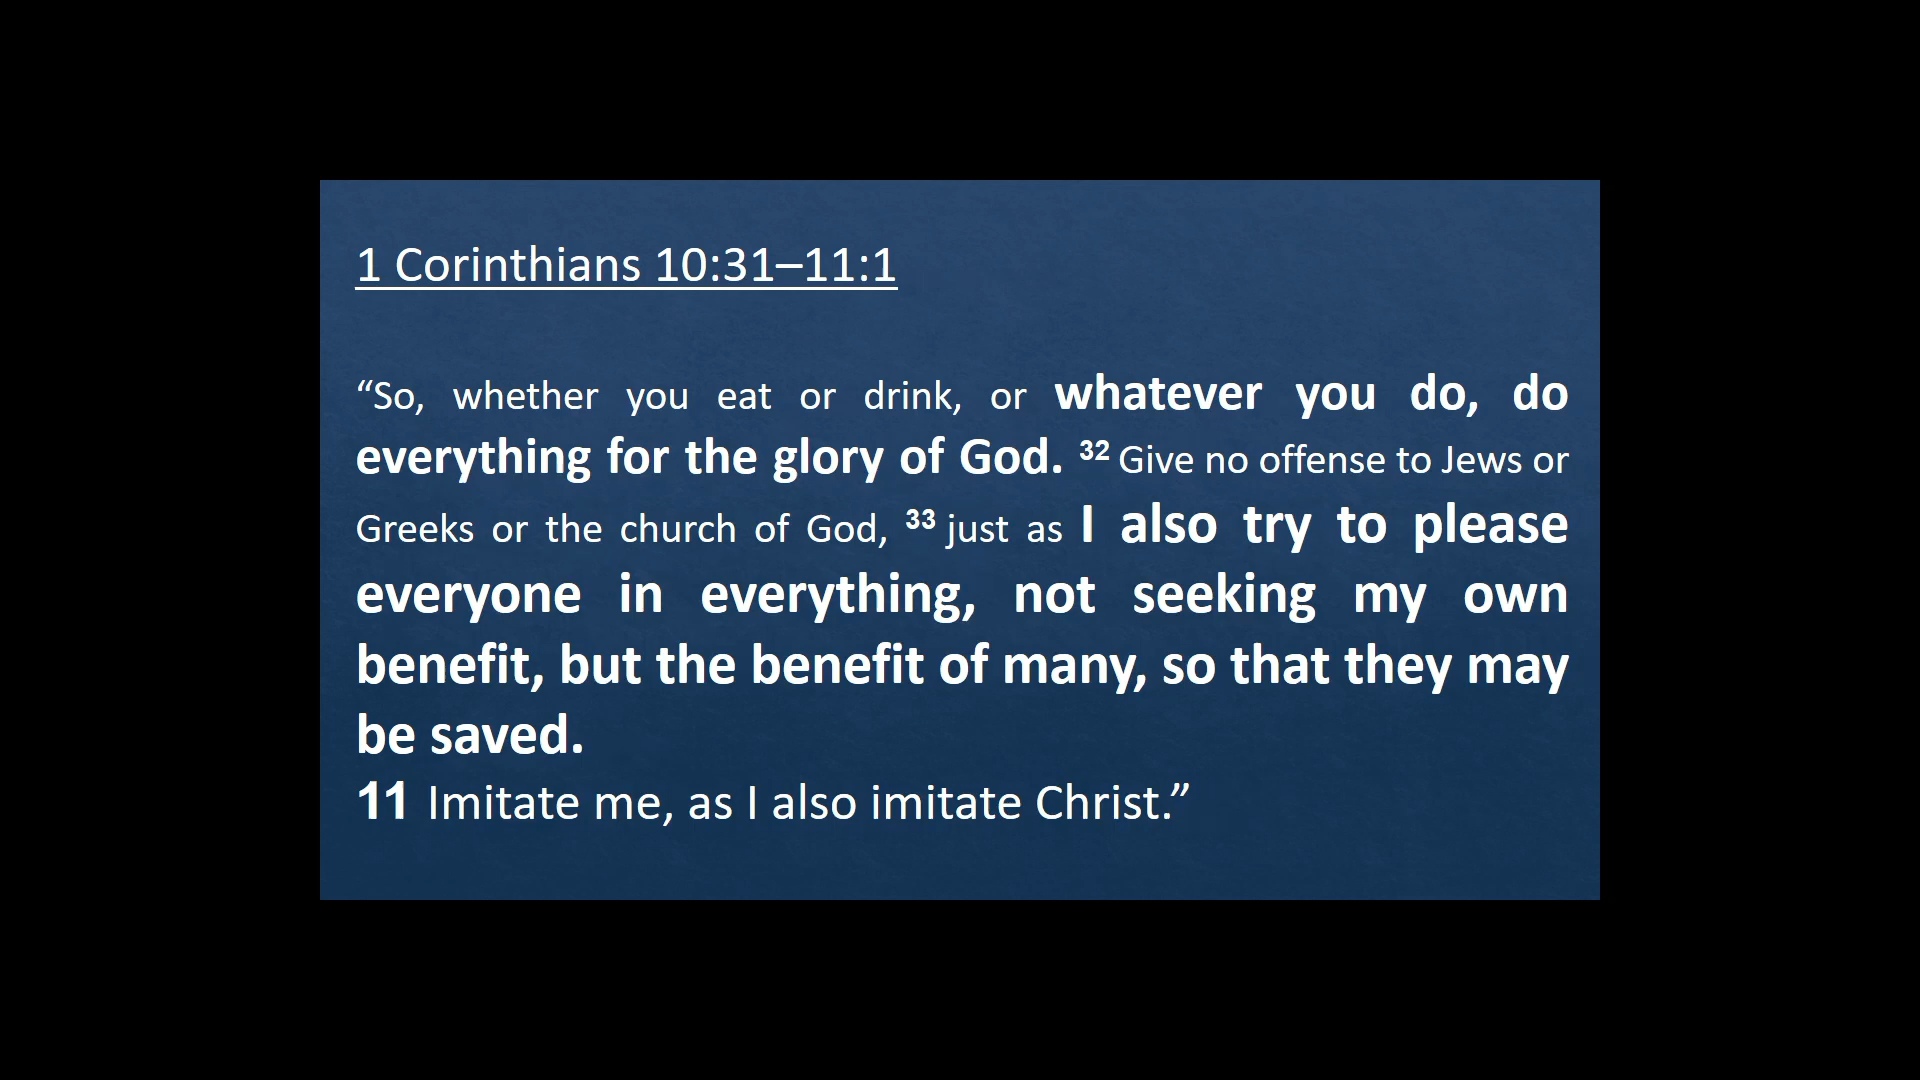 1 Corinthians 10:31–11:1
“So, whether you eat or drink, or whatever you do, do
everything for the glory of God. 32 Give no offense to Jews or
Greeks or the church of God, 33 just as I also try to please
everyone in everything, not seeking my own
benefit, but the benefit of many, so that they may
be saved.
11 Imitate me, as I also imitate Christ.”